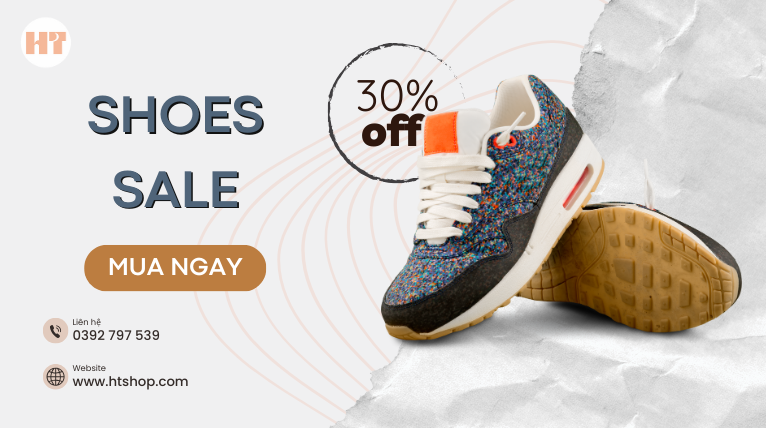 HT
30%
off
SHOES
SALE
MUA NGAY
Liên hệ
0392 797 539
Website
www.htshop.com